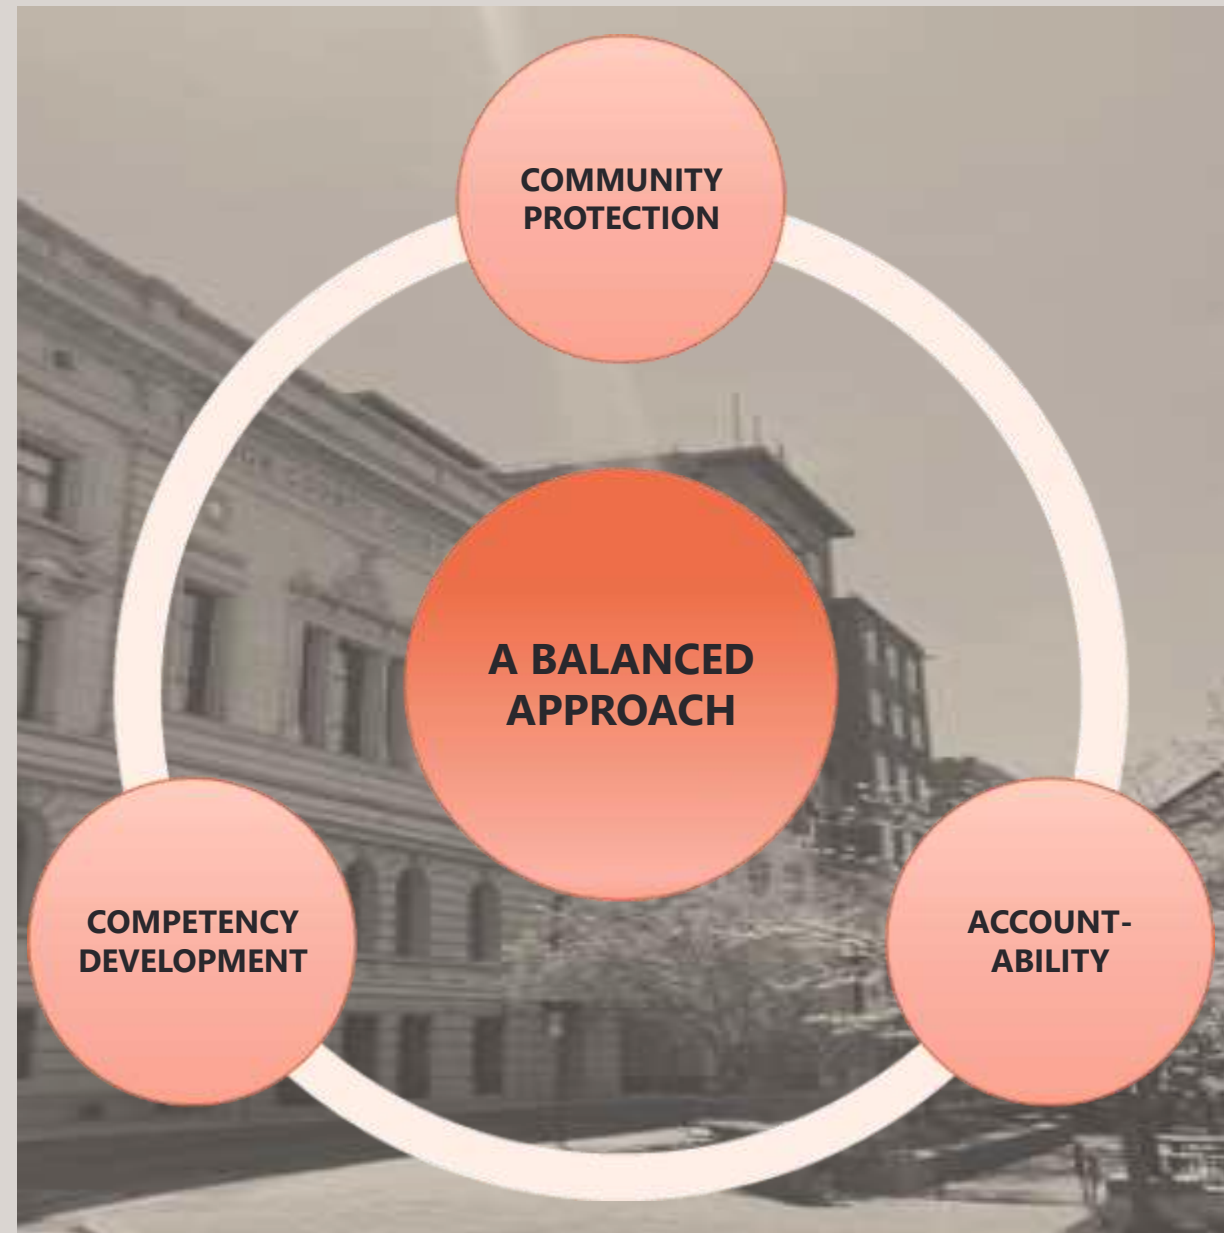 COMMUNITY
PROTECTION
A BALANCED
APPROACH
COMPETENCY
DEVELOPMENT
ACCOUNT-
ABILITY